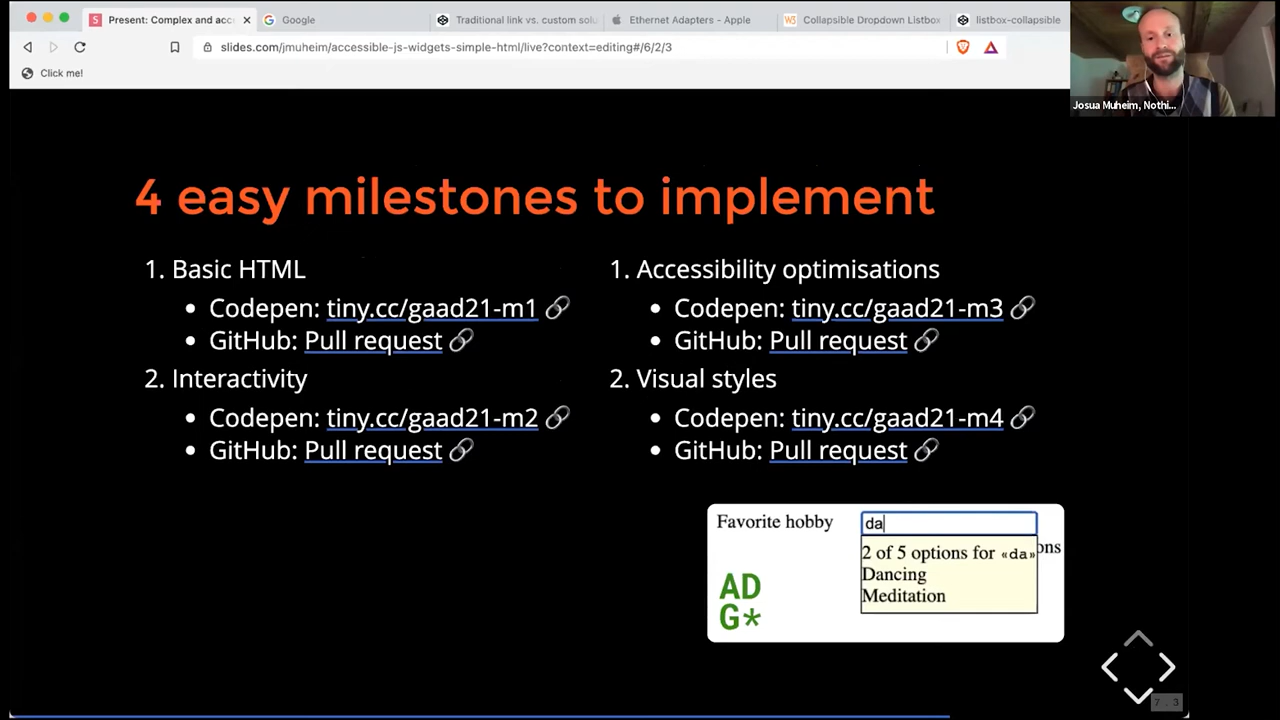 Present: Complex and acc
Google
Traditional link vs. custom solu
Ethernet Adapters - Apple
Collapsible Dropdown Listbox
listbox-collapsible
slides.com/jmuheim/accessible-js-widgets-simple-html/live?context=editing#/6/2/3
Click me!
Josua Muheim, Nothi...
4 easy milestones to implement
1. Basic HTML
Codepen: tiny.cc/gaad21-m1
GitHub: Pull request
2. Interactivity
Codepen: tiny.cc/gaad21-m2
GitHub: Pull request
1. Accessibility optimisations
Codepen: tiny.cc/gaad21-m3
GitHub: Pull request
2. Visual styles
Codepen: tiny.cc/gaad21-m4
GitHub: Pull request
Favorite hobby
da
2 of 5 options for «da»
ons
Dancing
Meditation
AD
G*
7.3